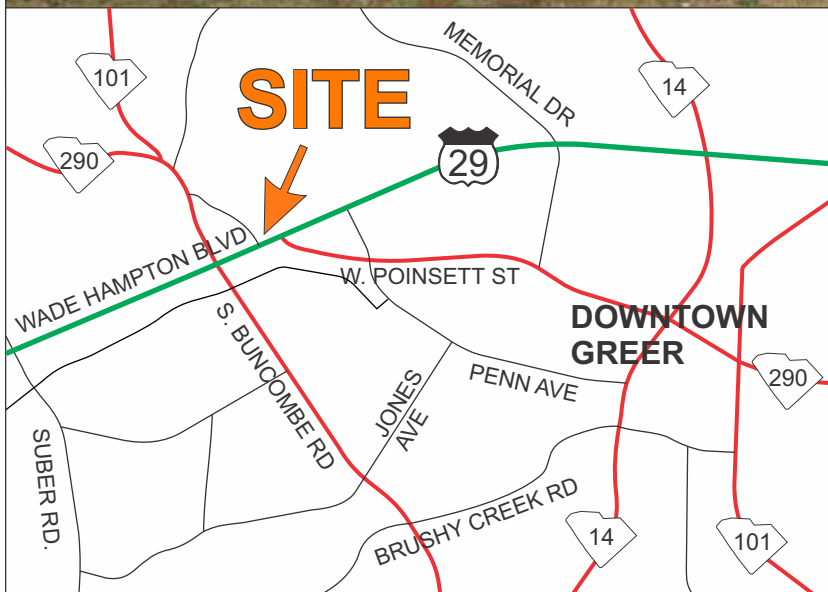 101
SITE
MEMORIAL DR
14
290
29
WADE HAMPTON BLVD
W. POINSETT ST
S. BUNCOMBE RD
DOWNTOWN
GREER
290
JONES
AVE
PENN AVE
SUBER RD.
BRUSHY CREEK RD
14
101